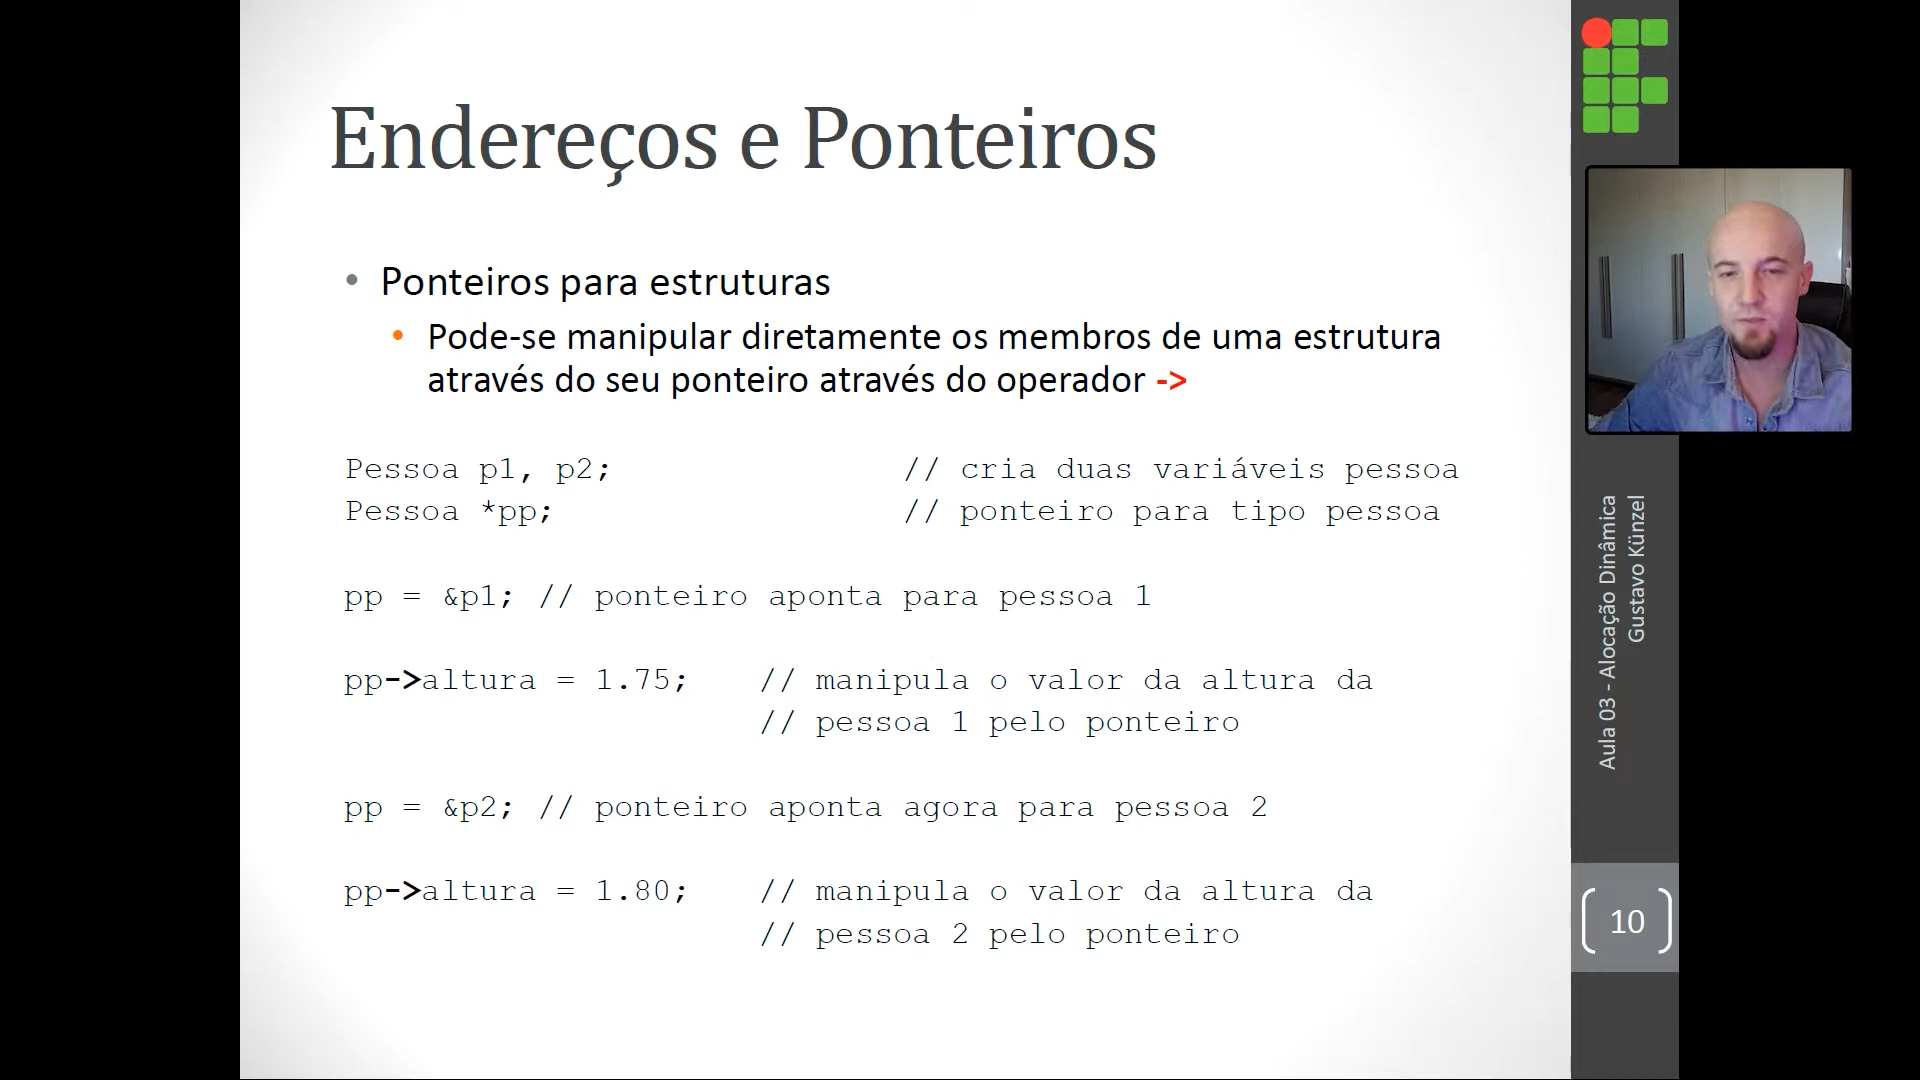 Endereços e Ponteiros
• Ponteiros para estruturas
• Pode-se manipular diretamente os membros de uma estrutura
através do seu ponteiro através do operador ->
Pessoa p1, p2; // cria duas variáveis pessoa
Pessoa *pp; // ponteiro para tipo pessoa
pp = &p1; // ponteiro aponta para pessoa 1
pp->altura = 1.75; // manipula o valor da altura da
// pessoa 1 pelo ponteiro
pp = &p2; // ponteiro aponta agora para pessoa 2
pp->altura = 1.80; // manipula o valor da altura da
// pessoa 2 pelo ponteiro
Aula 03 - Alocação Dinâmica
Gustavo Künzel
10